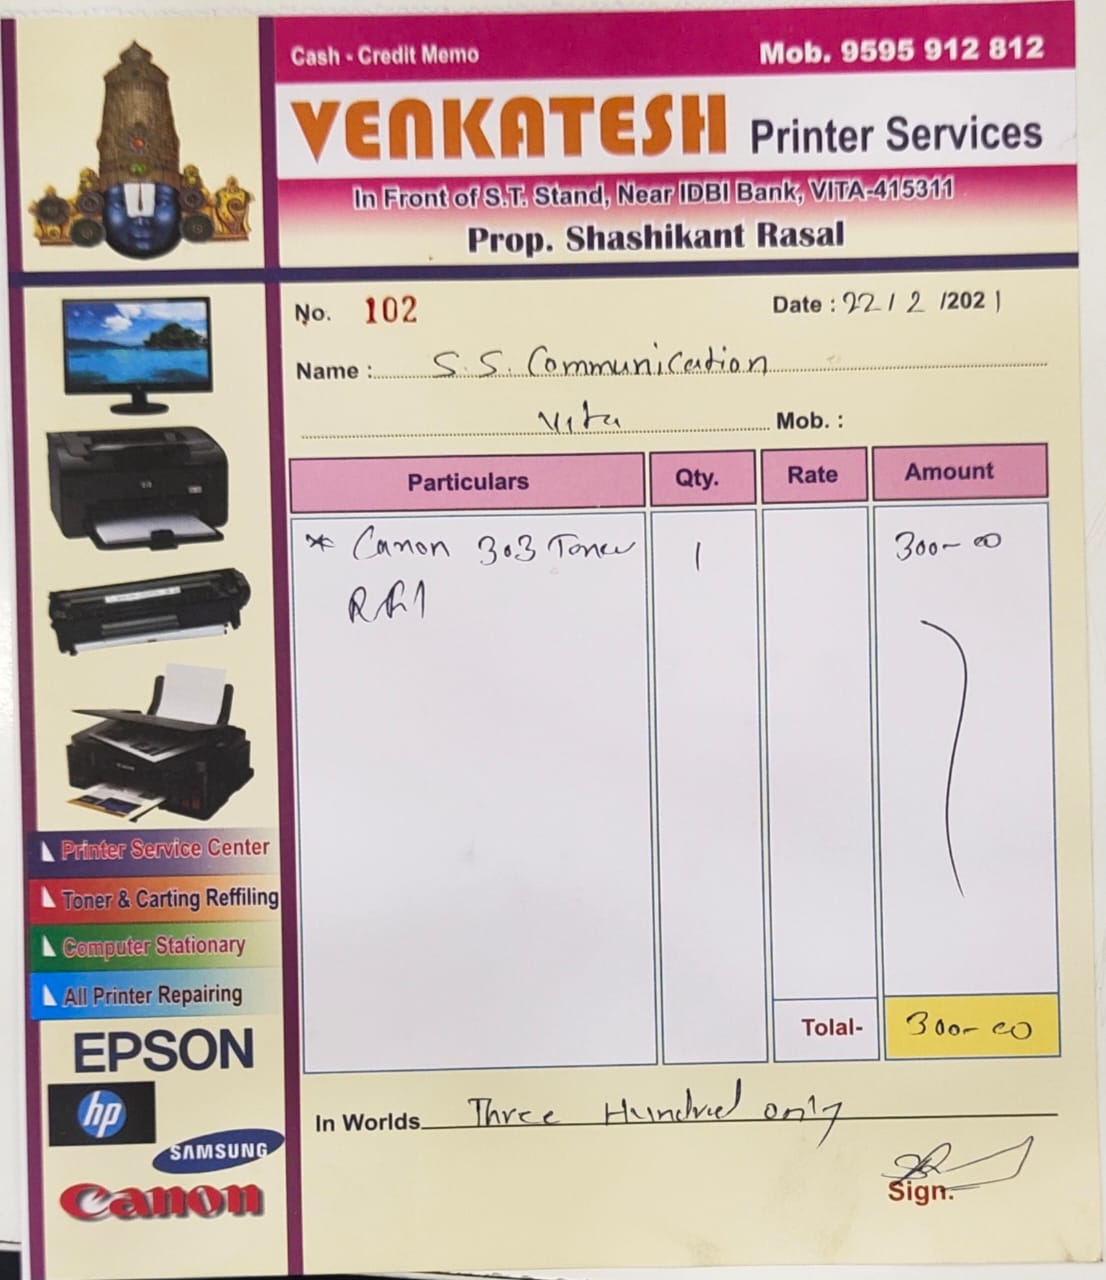 Cash - Credit Memo
Mob. 9595 912 812
VENKATESH Printer Services
In Front of S.T. Stand, Near IDBI Bank, VITA-415311
Prop. Shashikant Rasal
No. 102
Date : 22 / 2 /2021
Name : S. S. Communication
Vita Mob. :
Particulars Qty. Rate Amount
* Canon 303 Toner 1 300-00
Tolal- 300-00
In Worlds Three Hundred only
Sign.
Printer Service Center
Toner & Carting Reffiling
Computer Stationary
All Printer Repairing
EPSON
hp
SAMSUNG
Canon